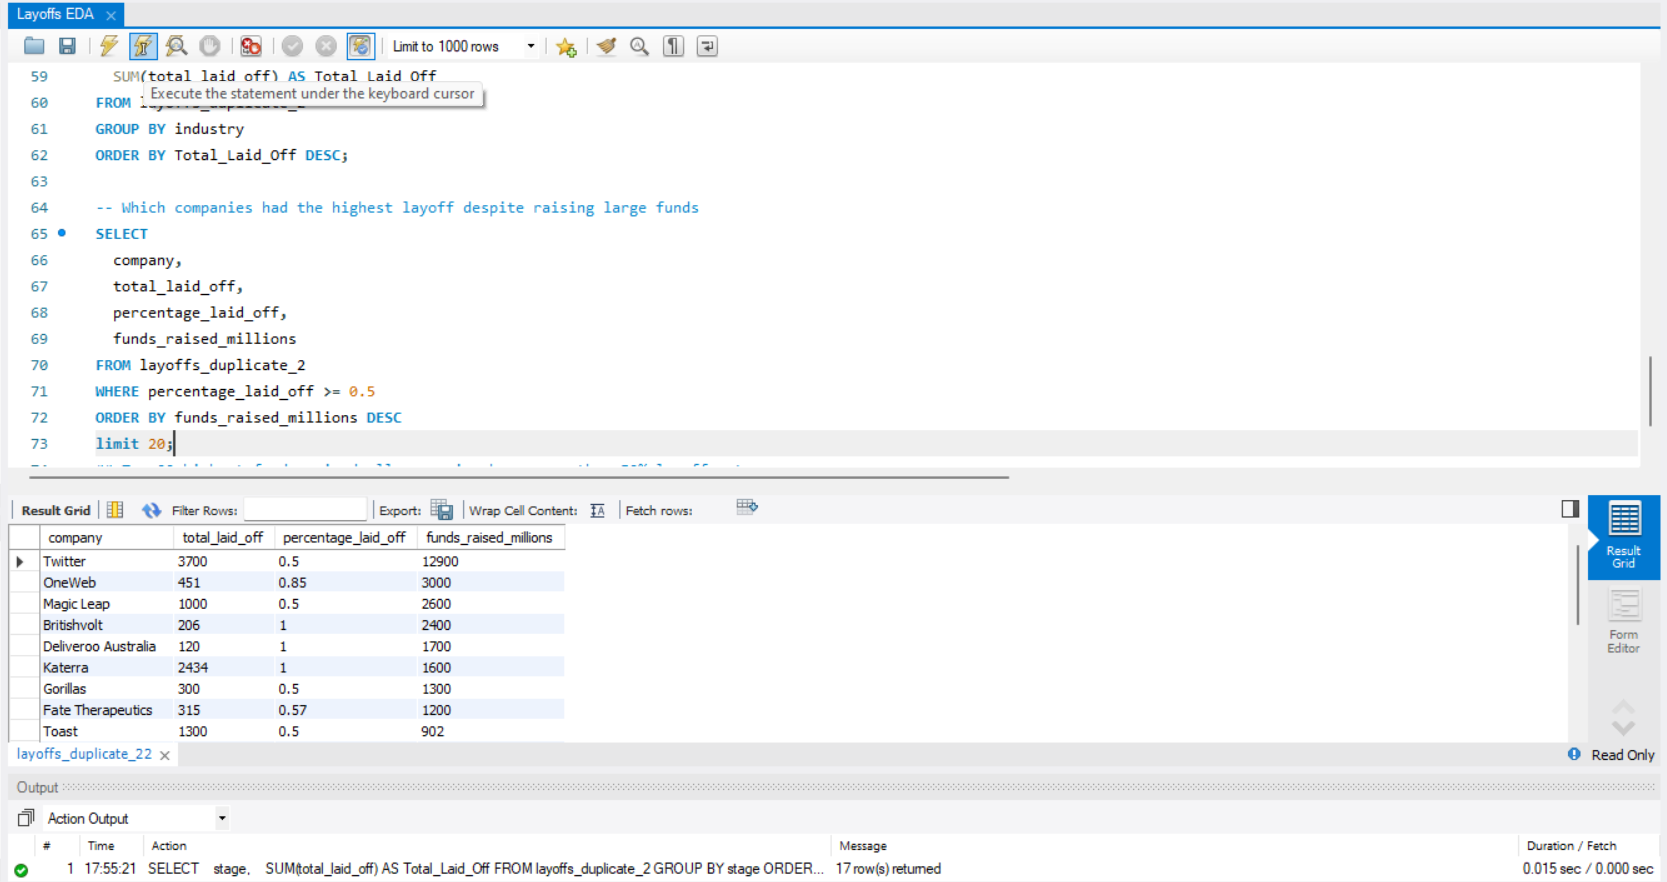 Layoffs EDA
Limit to 1000 rows
59 SUM(total_laid_off) AS Total_Laid_Off
Execute the statement under the keyboard cursor
60 FROM layoffs_duplicate_2
61 GROUP BY industry
62 ORDER BY Total_Laid_Off DESC;
63
64 -- Which companies had the highest layoff despite raising large funds
65 SELECT
66 company,
67 total_laid_off,
68 percentage_laid_off,
69 funds_raised_millions
70 FROM layoffs_duplicate_2
71 WHERE percentage_laid_off >= 0.5
72 ORDER BY funds_raised_millions DESC
73 limit 20;
Result Grid Filter Rows: Export: Wrap Cell Content: Fetch rows:
company total_laid_off percentage_laid_off funds_raised_millions
Twitter 3700 0.5 12900
OneWeb 451 0.85 3000
Magic Leap 1000 0.5 2600
Britishvolt 206 1 2400
Deliveroo Australia 120 1 1700
Katerra 2434 1 1600
Gorillas 300 0.5 1300
Fate Therapeutics 315 0.57 1200
Toast 1300 0.5 902
Result
Grid
Form
Editor
layoffs_duplicate_22 Read Only
Output
Action Output
# Time Action Message Duration / Fetch
1 17:55:21 SELECT stage, SUM(total_laid_off) AS Total_Laid_Off FROM layoffs_duplicate_2 GROUP BY stage ORDER... 17 row(s) returned 0.015 sec / 0.000 sec